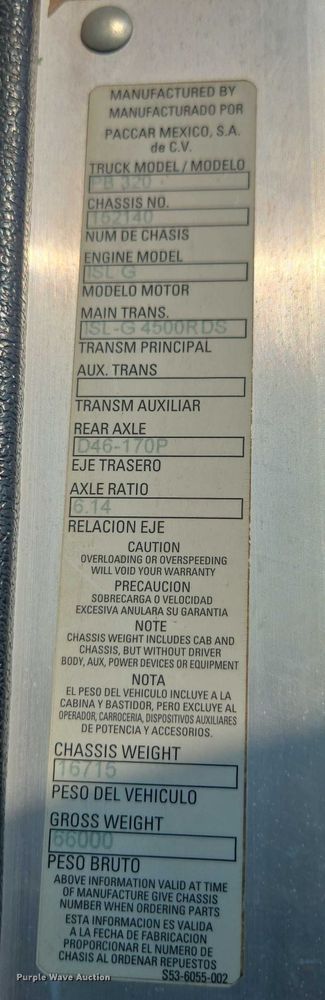 MANUFACTURED BY
MANUFACTURADO POR
PACCAR MEXICO, S.A.
de C.V.
TRUCK MODEL / MODELO
PB 320
CHASSIS NO.
152140
NUM DE CHASIS
ENGINE MODEL
ISL G
MODELO MOTOR
MAIN TRANS.
ISL-G 4500RDS
TRANSM PRINCIPAL
AUX. TRANS
TRANSM AUXILIAR
REAR AXLE
D46-170P
EJE TRASERO
AXLE RATIO
6.14
RELACION EJE
CAUTION
OVERLOADING OR OVERSPEEDING
WILL VOID YOUR WARRANTY
PRECAUCION
SOBRECARGA O VELOCIDAD
EXCESIVA ANULARA SU GARANTIA
NOTE
CHASSIS WEIGHT INCLUDES CAB AND
CHASSIS, BUT WITHOUT DRIVER
BODY, AUX, POWER DEVICES OR EQUIPMENT
NOTA
EL PESO DEL VEHICULO INCLUYE A LA
CABINA Y BASTIDOR, PERO EXCLUYE AL
OPERADOR, CARROCERIA, DISPOSITIVOS AUXILIARES
DE POTENCIA Y ACCESORIOS.
CHASSIS WEIGHT
16715
PESO DEL VEHICULO
GROSS WEIGHT
66000
PESO BRUTO
ABOVE INFORMATION VALID AT TIME
OF MANUFACTURE GIVE CHASSIS
NUMBER WHEN ORDERING PARTS
ESTA INFORMACION ES VALIDA
A LA FECHA DE FABRICACION
PROPORCIONAR EL NUMERO DE
CHASIS AL ORDENAR REPUESTOS
S53-6055-002
Purple Wave Auction